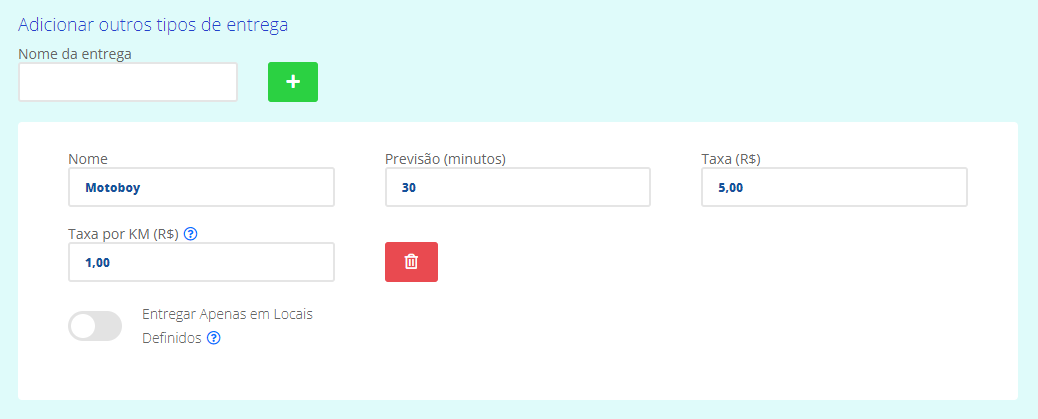 Adicionar outros tipos de entrega
Nome da entrega
Nome
Previsão (minutos)
Taxa (R$)
Motoboy
30
5,00
Taxa por KM (R$)
1,00
Entregar Apenas em Locais
Definidos